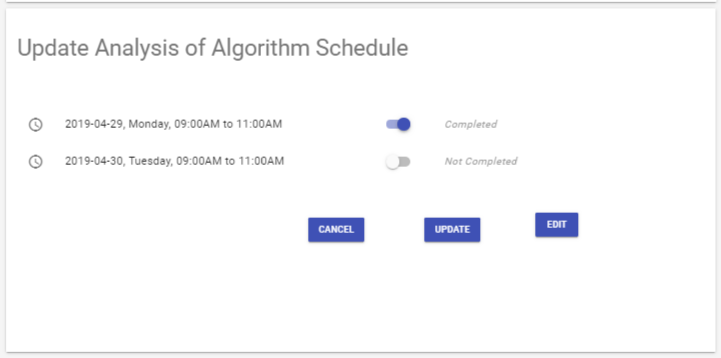 Update Analysis of Algorithm Schedule
2019-04-29, Monday, 09:00AM to 11:00AM Completed
2019-04-30, Tuesday, 09:00AM to 11:00AM Not Completed
CANCEL UPDATE EDIT